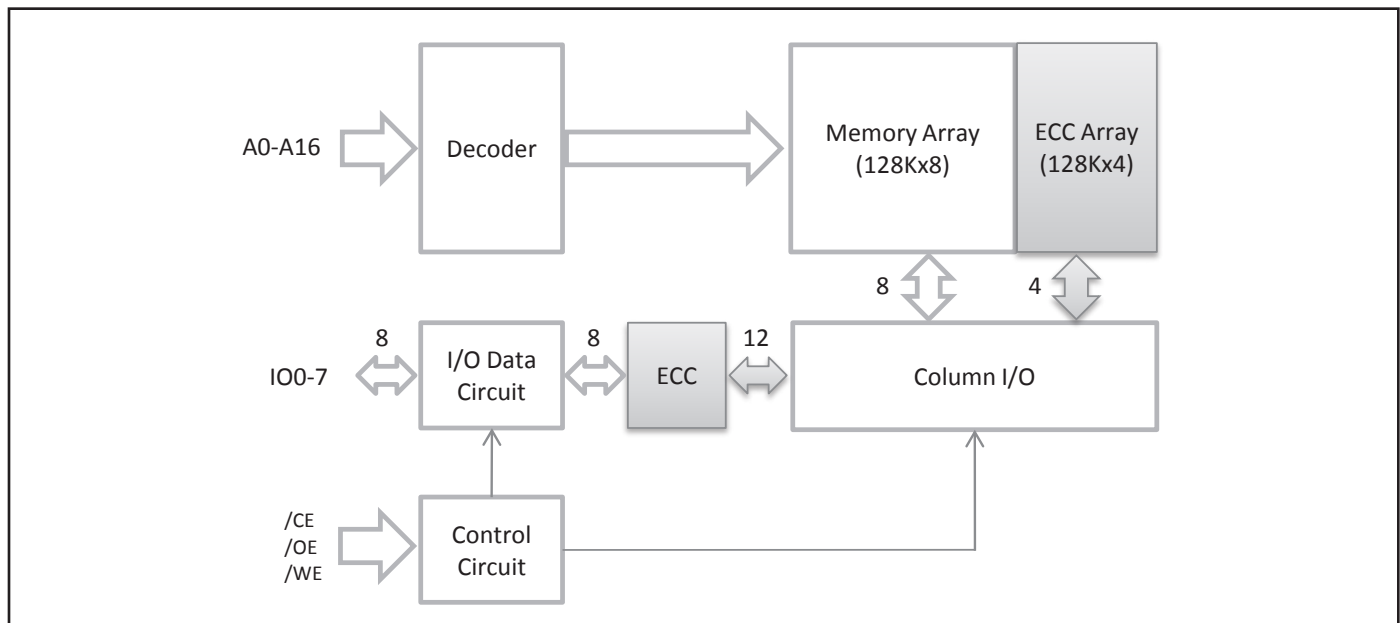 A0-A16
Decoder
Memory Array
(128Kx8)
ECC Array
(128Kx4)
8
4
IO0-7
8
I/O Data
Circuit
8
ECC
12
Column I/O
/CE
/OE
/WE
Control
Circuit